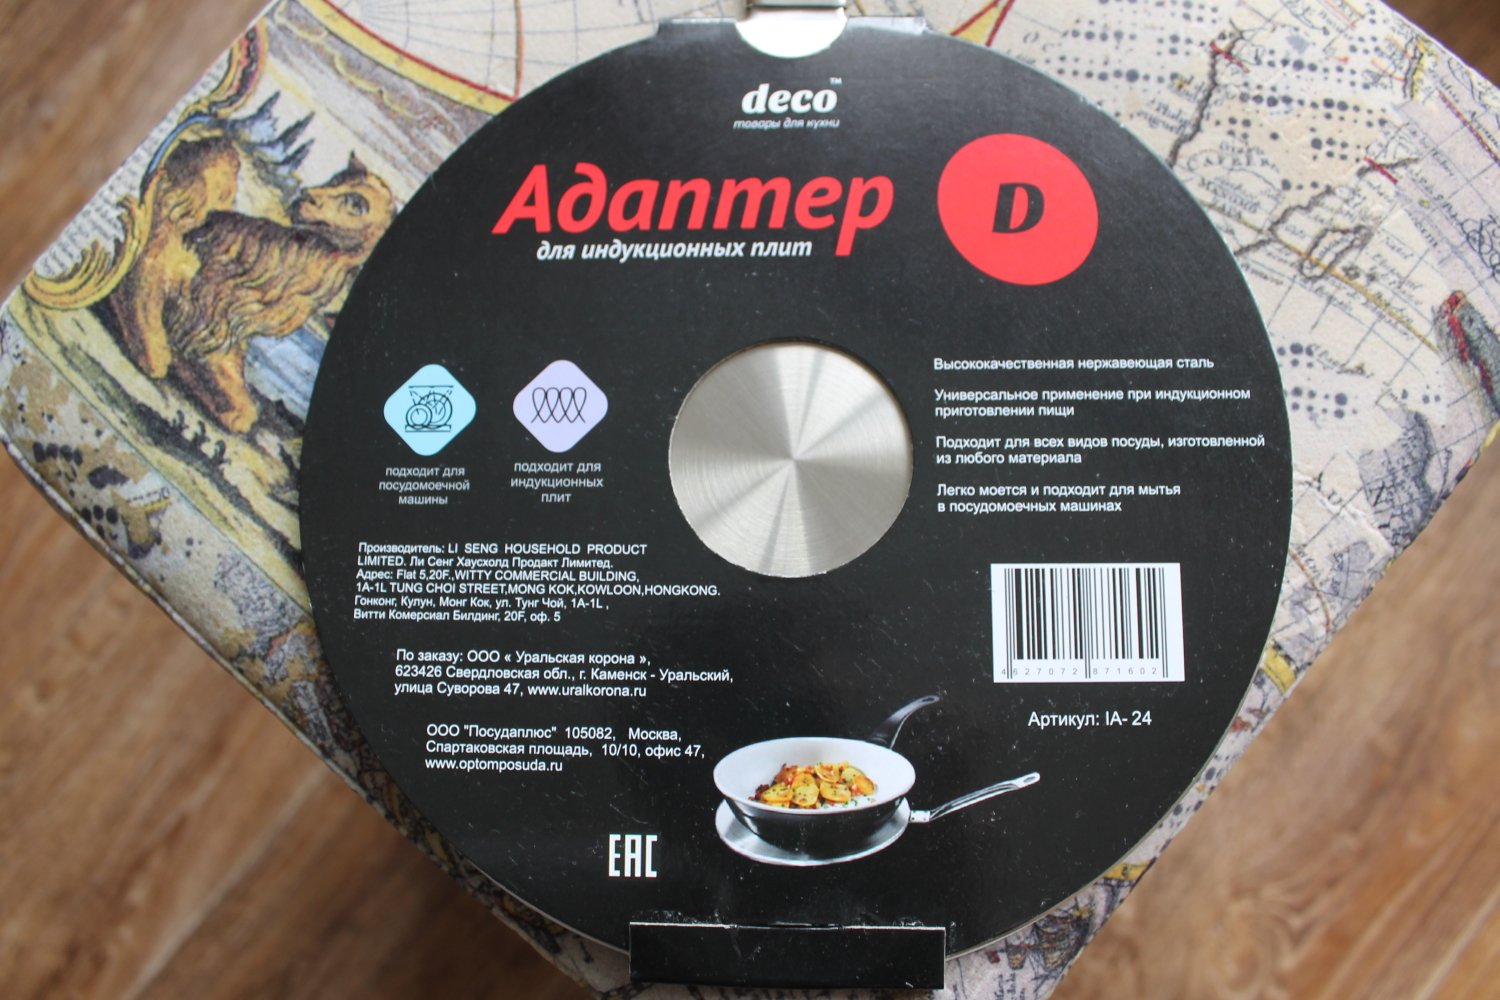 deco™
товары для кухни
Адаптер
для индукционных плит
D
подходит для
посудомоечной
машины
подходит для
индукционных
плит
Высококачественная нержавеющая сталь
Универсальное применение при индукционном
приготовлении пищи
Подходит для всех видов посуды, изготовленной
из любого материала
Легко моется и подходит для мытья
в посудомоечных машинах
Производитель: LI SENG HOUSEHOLD PRODUCT
LIMITED. Ли Сенг Хаусхолд Продакт Лимитед.
Адрес: Flat 5,20F.,WITTY COMMERCIAL BUILDING,
1A-1L TUNG CHOI STREET,MONG KOK,KOWLOON,HONGKONG.
Гонконг, Кулун, Монг Кок, ул. Тунг Чой, 1A-1L ,
Витти Комерсиал Билдинг, 20F, оф. 5
По заказу: ООО « Уральская корона »,
623426 Свердловская обл., г. Каменск - Уральский,
улица Суворова 47, www.uralkorona.ru
ООО "Посудаплюс" 105082, Москва,
Спартаковская площадь, 10/10, офис 47,
www.optomposuda.ru
4627072871602
Артикул: IA- 24
EAC